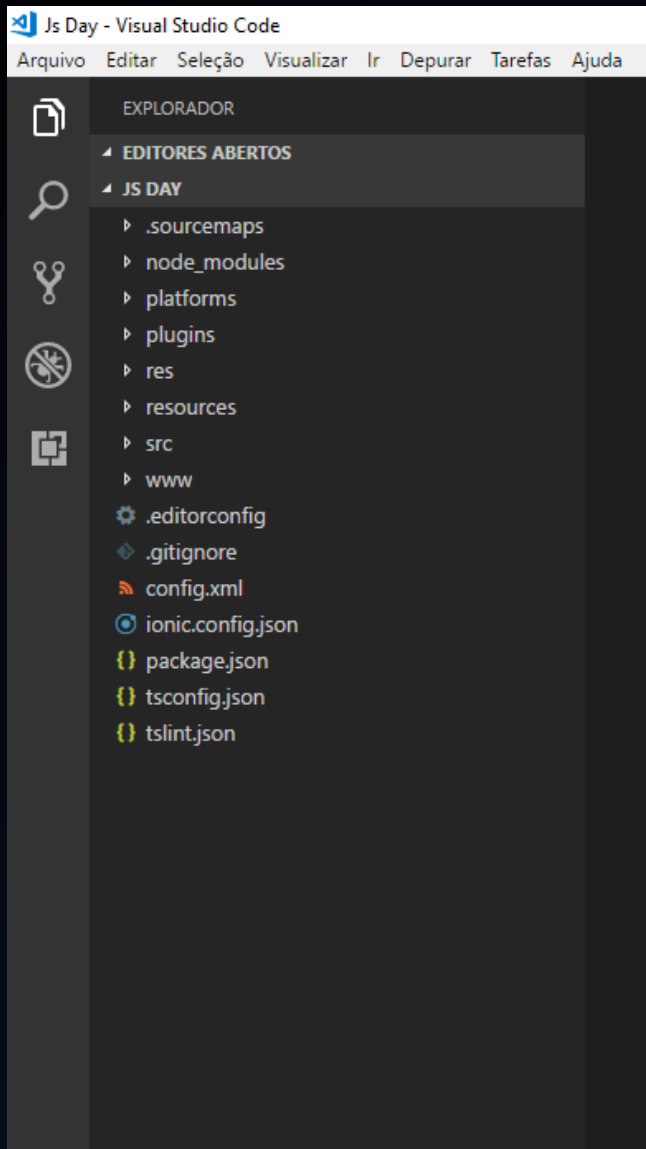 Js Day - Visual Studio Code
Arquivo Editar Seleção Visualizar Ir Depurar Tarefas Ajuda
EXPLORADOR
EDITORES ABERTOS
JS DAY
.sourcemaps
node_modules
platforms
plugins
res
resources
src
www
.editorconfig
.gitignore
config.xml
ionic.config.json
{} package.json
{} tsconfig.json
{} tslint.json